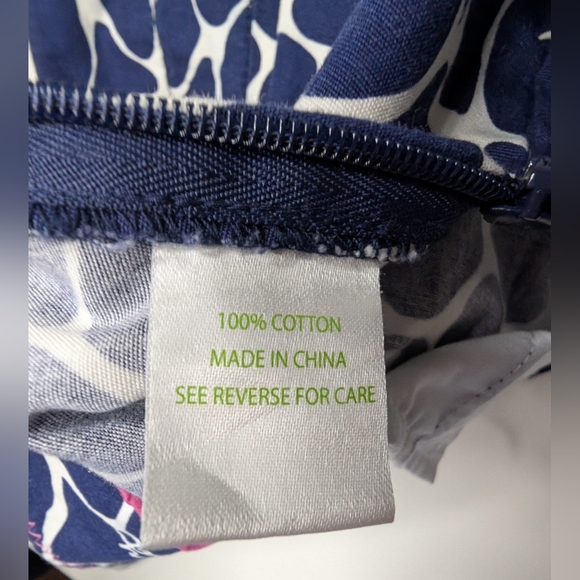 100% COTTON
MADE IN CHINA
SEE REVERSE FOR CARE